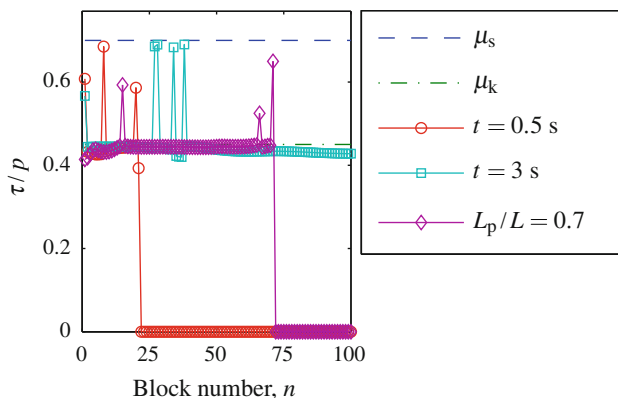 τ/p
0.6
0.4
0.2
0
0 25 50 75 100
Block number, n
μs
μk
t = 0.5 s
t = 3 s
Lp/L = 0.7